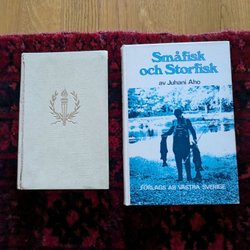 Småfisk
och Storfisk
av Juhani Aho
FÖRLAGS AB VÄSTRA SVERIGE